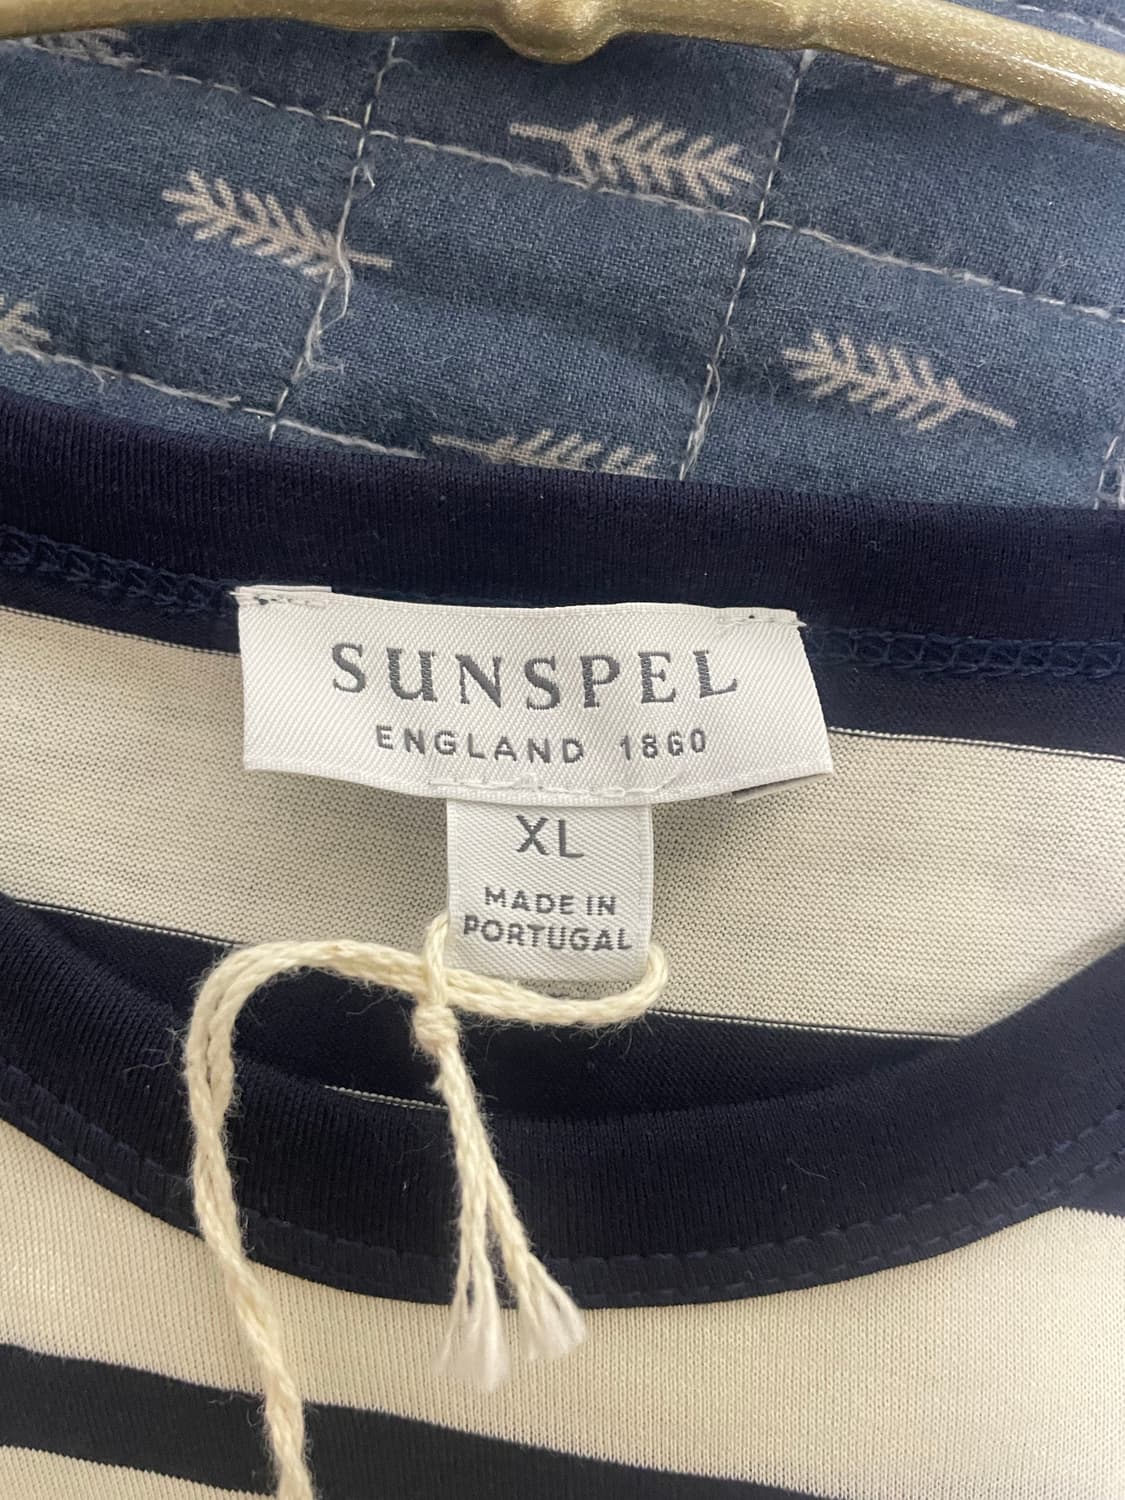 SUNSPEL
ENGLAND 1860
XL
MADE IN
PORTUGAL